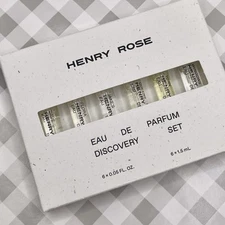 HENRY ROSE
EAU DE PARFUM
DISCOVERY SET
6 x 0.05 FL. OZ. 6 x 1.5 mL